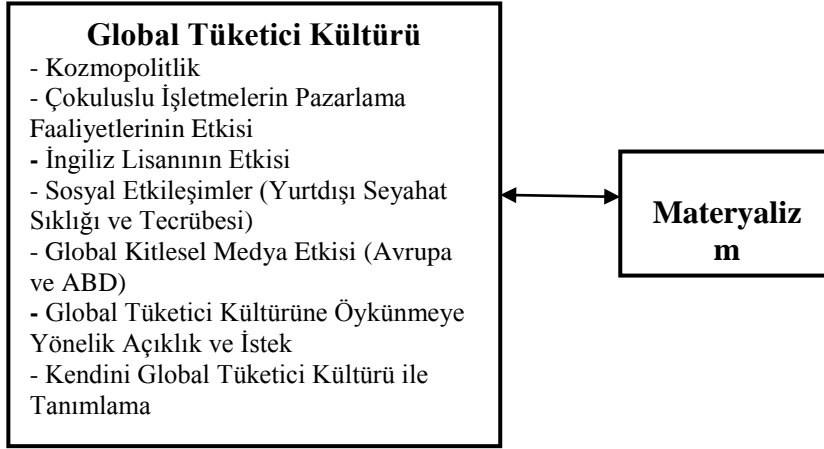 Global Tüketici Kültürü
- Kozmopolitlik
- Çokuluslu İşletmelerin Pazarlama
Faaliyetlerinin Etkisi
- İngiliz Lisanının Etkisi
- Sosyal Etkileşimler (Yurtdışı Seyahat
Sıklığı ve Tecrübesi)
- Global Kitlesel Medya Etkisi (Avrupa
ve ABD)
- Global Tüketici Kültürüne Öykünmeye
Yönelik Açıklık ve İstek
- Kendini Global Tüketici Kültürü ile
Tanımlama
Materyaliz
m